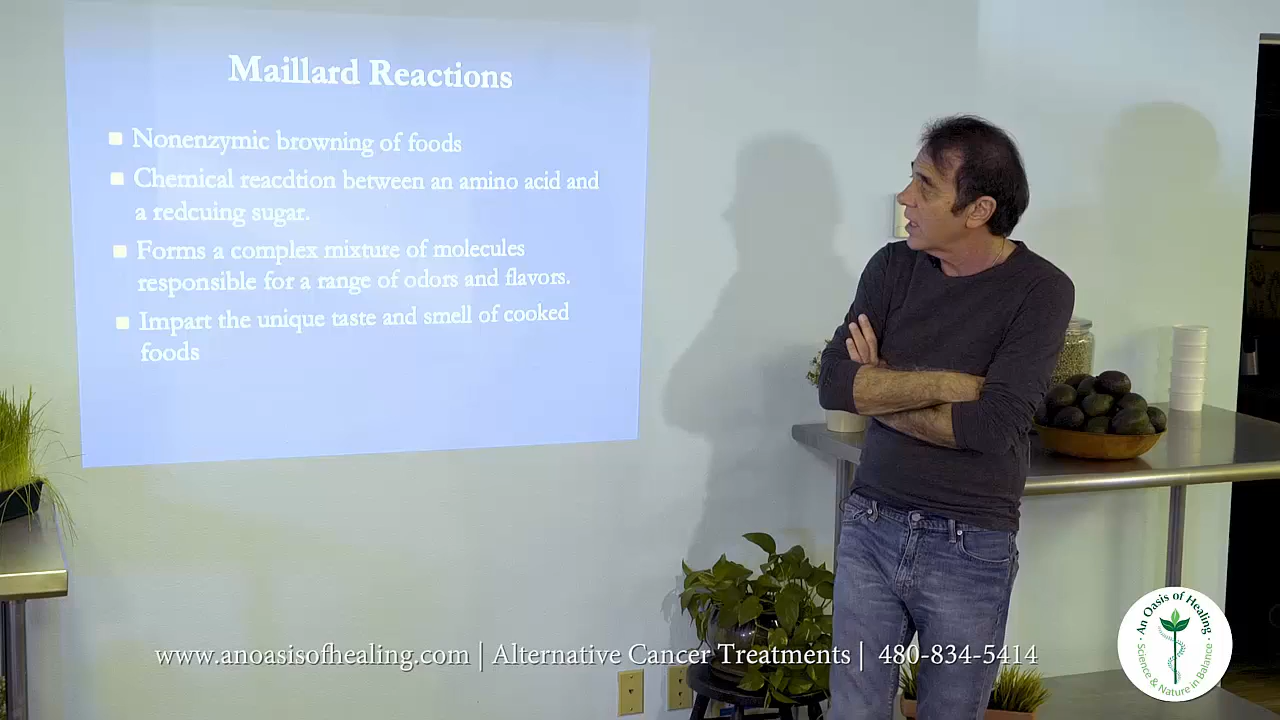 Maillard Reactions
Nonenzymic browning of foods
Chemical reacdtion between an amino acid and
a redcuing sugar.
Forms a complex mixture of molecules
responsible for a range of odors and flavors.
Impart the unique taste and smell of cooked
foods
www.anoasisofhealing.com | Alternative Cancer Treatments | 480-834-5414
· An Oasis of Healing ·
Science & Nature in Balance